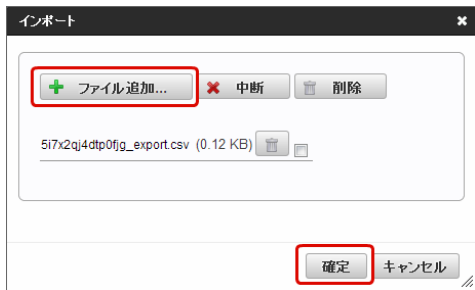 インポート
ファイル追加... 中断 削除
5i7x2qj4dtp0fjg_export.csv (0.12 KB)
確定 キャンセル